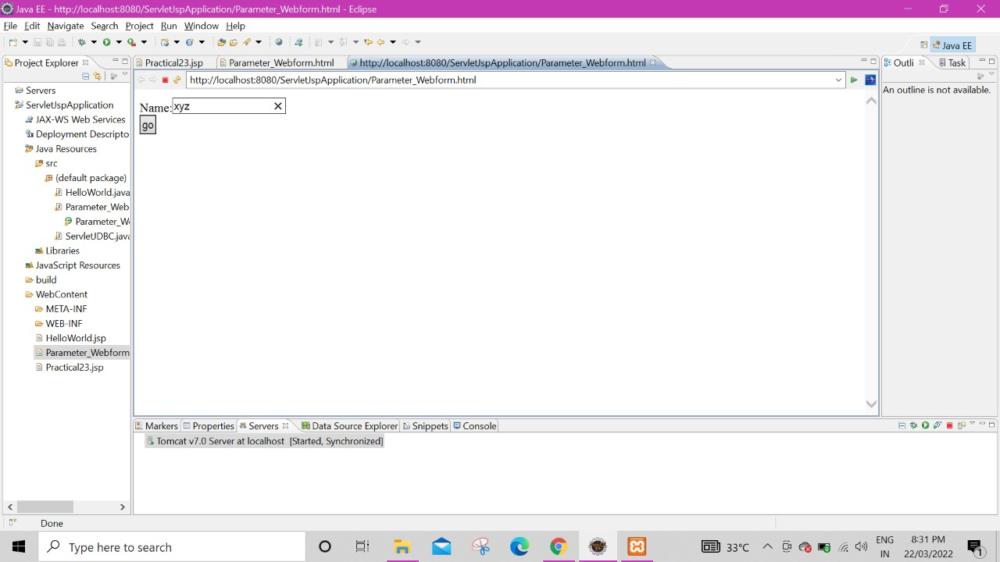 Java EE - http://localhost:8080/ServletJspApplication/Parameter_Webform.html - Eclipse
File Edit Navigate Search Project Run Window Help
Java EE
Project Explorer
Practical23.jsp
Parameter_Webform.html
http://localhost:8080/ServletJspApplication/Parameter_Webform.html
Outli
Task
http://localhost:8080/ServletJspApplication/Parameter_Webform.html
An outline is not available.
Servers
ServletJspApplication
JAX-WS Web Services
Deployment Descripto
Java Resources
src
(default package)
HelloWorld.java
Parameter_Web
Parameter_W
ServletJDBC.java
Libraries
JavaScript Resources
build
WebContent
META-INF
WEB-INF
HelloWorld.jsp
Parameter_Webform
Practical23.jsp
Name: xyz
go
Markers Properties Servers Data Source Explorer Snippets Console
Tomcat v7.0 Server at localhost [Started, Synchronized]
Done
Type here to search
33°C
ENG
IN
8:31 PM
22/03/2022
1